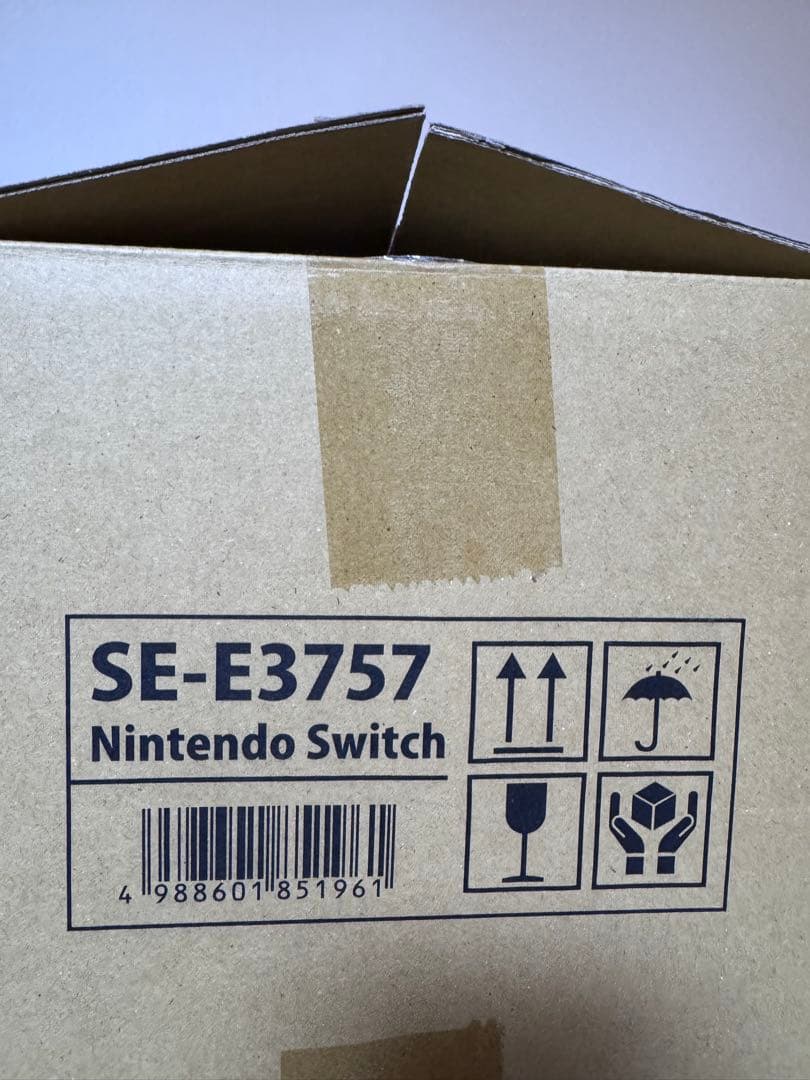 SE-E3757
Nintendo Switch
4 988601 851961